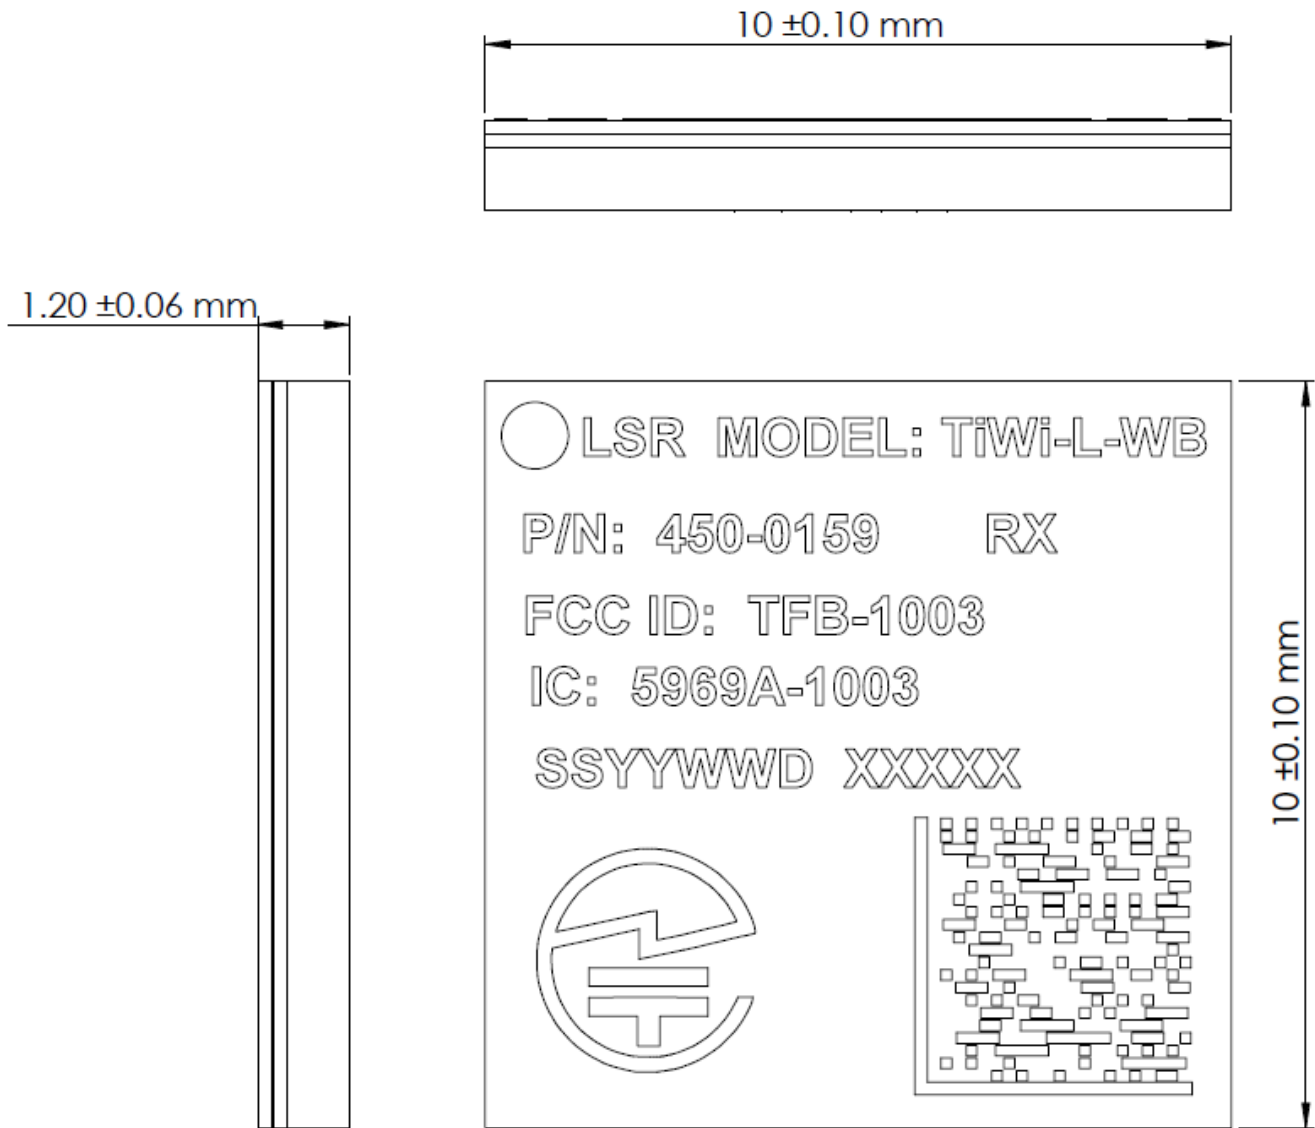 10 ±0.10 mm
1.20 ±0.06 mm
LSR MODEL: TiWi-L-WB
P/N: 450-0159 RX
FCC ID: TFB-1003
IC: 5969A-1003
SSYYWWD XXXXX
10 ±0.10 mm